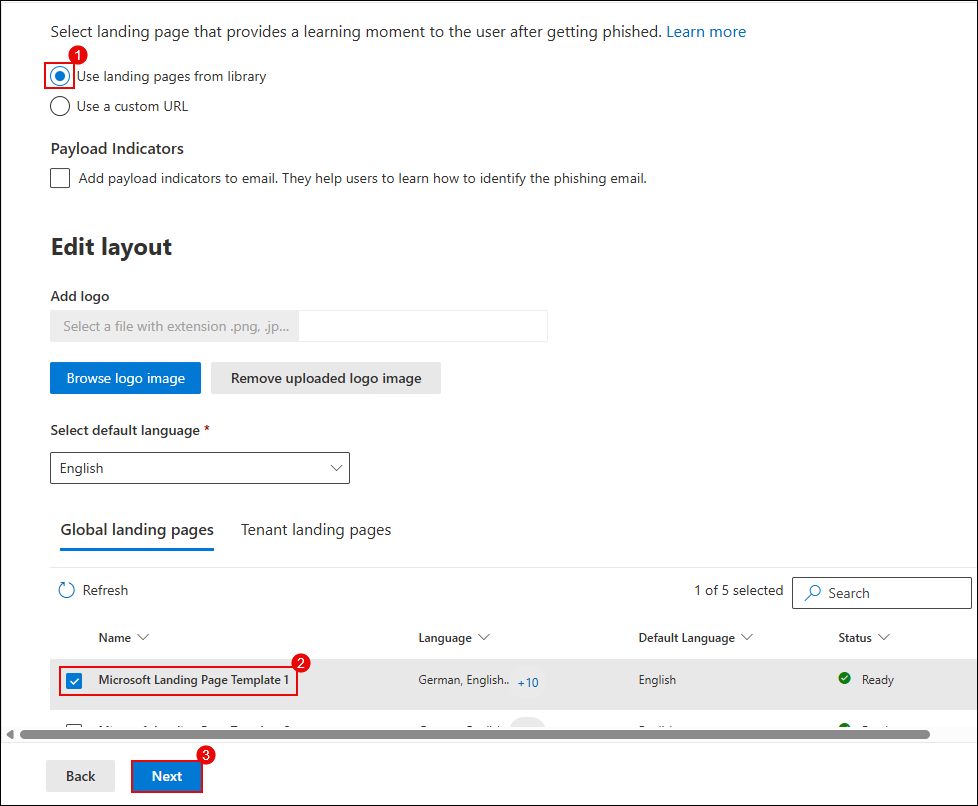 Select landing page that provides a learning moment to the user after getting phished. Learn more
1
Use landing pages from library
Use a custom URL
Payload Indicators
Add payload indicators to email. They help users to learn how to identify the phishing email.
Edit layout
Add logo
Select a file with extension .png, .jp...
Browse logo image Remove uploaded logo image
Select default language *
English
Global landing pages Tenant landing pages
Refresh 1 of 5 selected Search
Name Language Default Language Status
2
Microsoft Landing Page Template 1 German, English.. +10 English Ready
3
Back Next